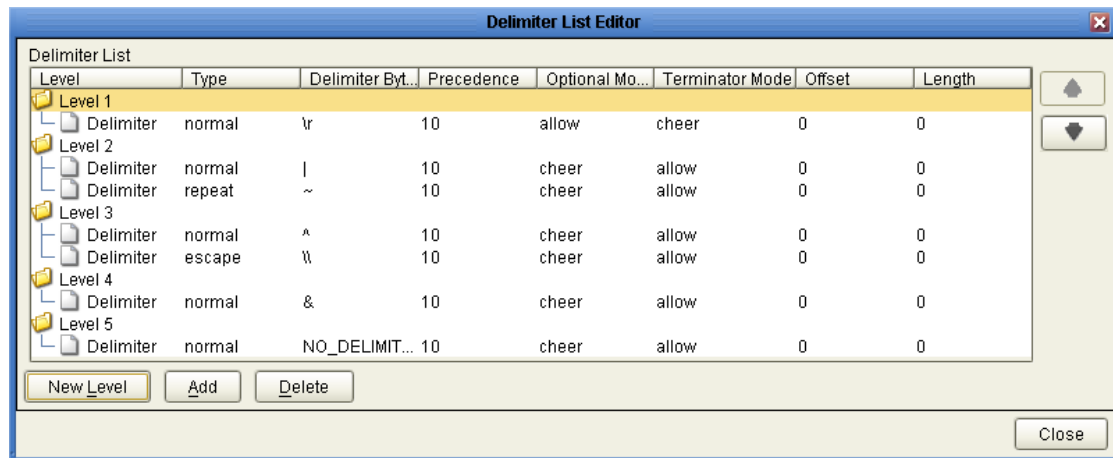 Delimiter List Editor
Delimiter List
Level Type Delimiter Byt... Precedence Optional Mo... Terminator Mode Offset Length
Level 1
Delimiter normal \r 10 allow cheer 0 0
Level 2
Delimiter normal | 10 cheer allow 0 0
Delimiter repeat ~ 10 cheer allow 0 0
Level 3
Delimiter normal ^ 10 cheer allow 0 0
Delimiter escape \\ 10 cheer allow 0 0
Level 4
Delimiter normal & 10 cheer allow 0 0
Level 5
Delimiter normal NO_DELIMIT... 10 cheer allow 0 0
New Level Add Delete
Close